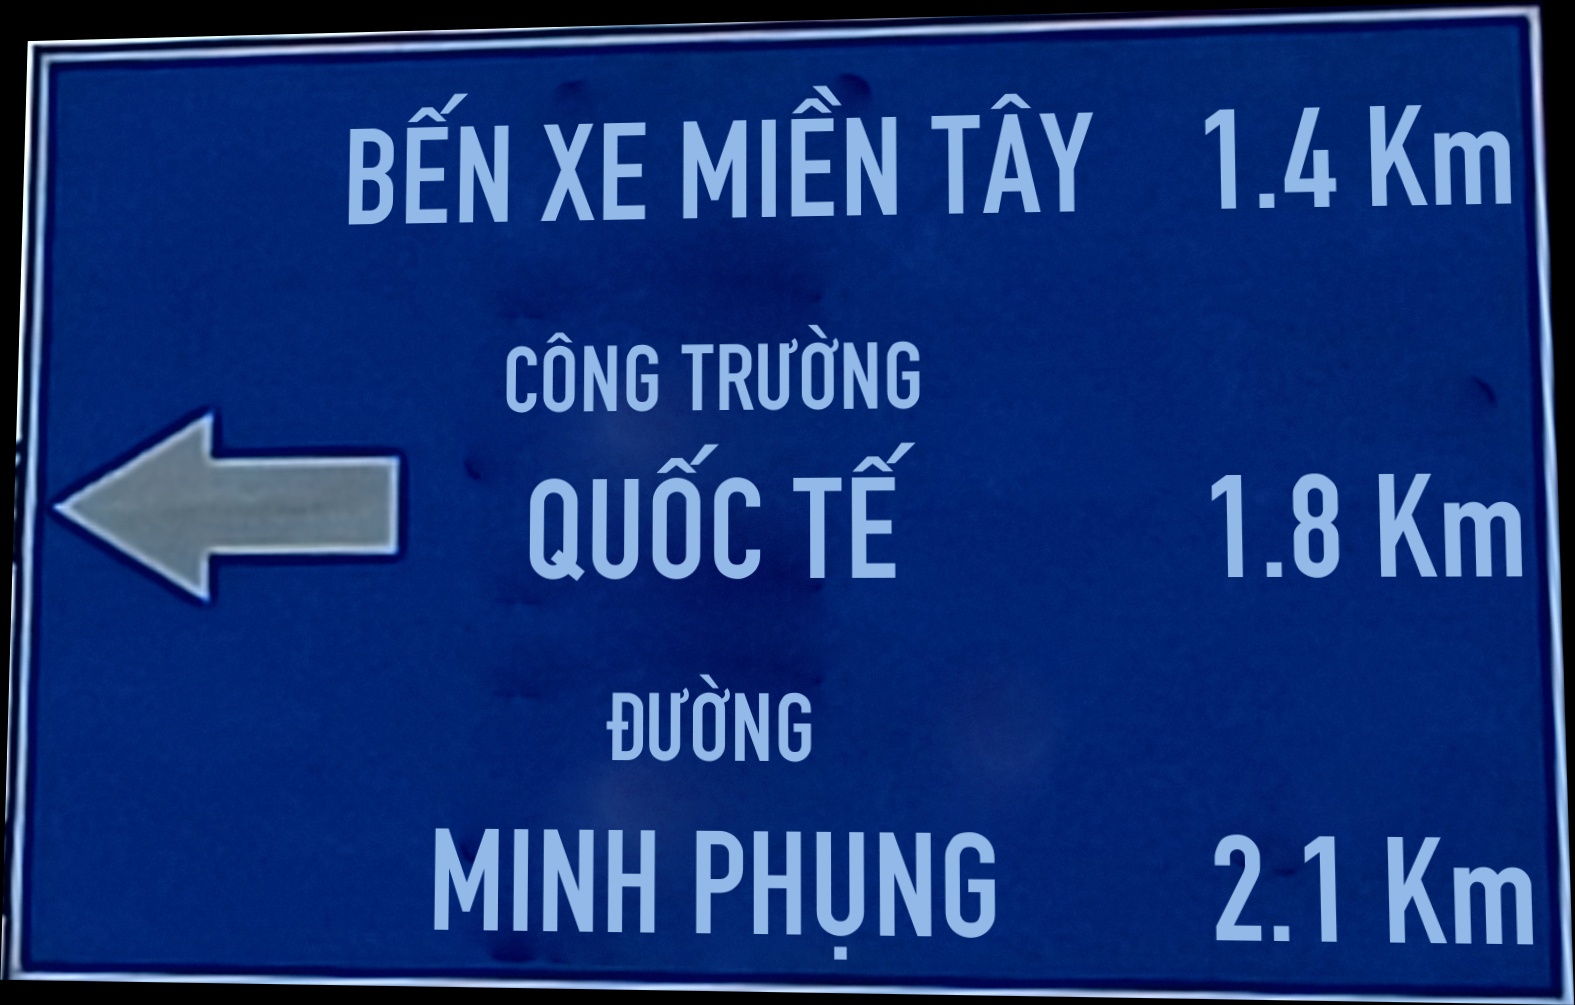 BẾN XE MIỀN TÂY 1.4 Km
CÔNG TRƯỜNG
QUỐC TẾ 1.8 Km
ĐƯỜNG
MINH PHỤNG 2.1 Km